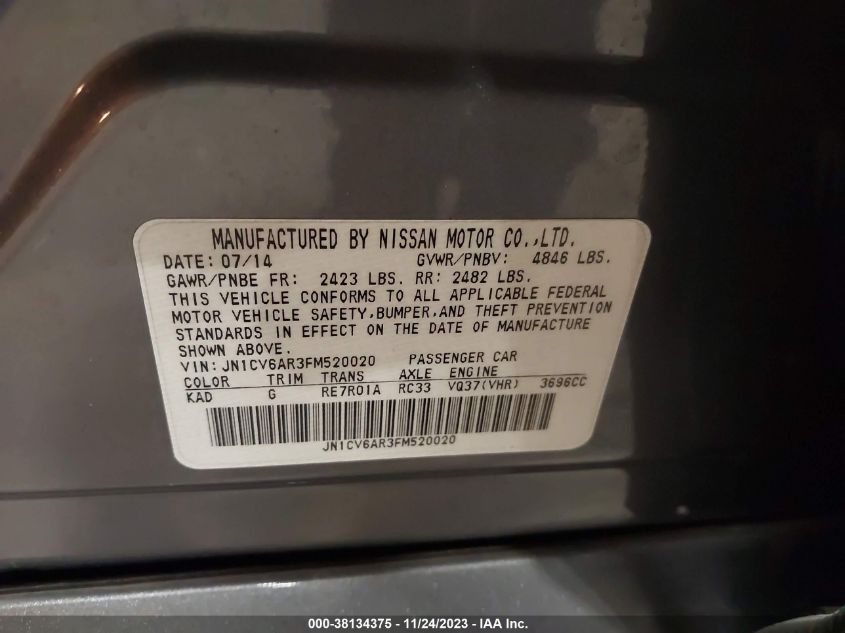 MANUFACTURED BY NISSAN MOTOR CO.,LTD.
DATE: 07/14 GVWR/PNBV: 4846 LBS.
GAWR/PNBE FR: 2423 LBS. RR: 2482 LBS.
THIS VEHICLE CONFORMS TO ALL APPLICABLE FEDERAL
MOTOR VEHICLE SAFETY,BUMPER,AND THEFT PREVENTION
STANDARDS IN EFFECT ON THE DATE OF MANUFACTURE
SHOWN ABOVE.
VIN:JN1CV6AR3FM520020 PASSENGER CAR
COLOR TRIM TRANS AXLE ENGINE
KAD G RE7R01A RC33 VQ37(VHR) 3696CC
JN1CV6AR3FM520020
000-38134375 - 11/24/2023 - IAA Inc.